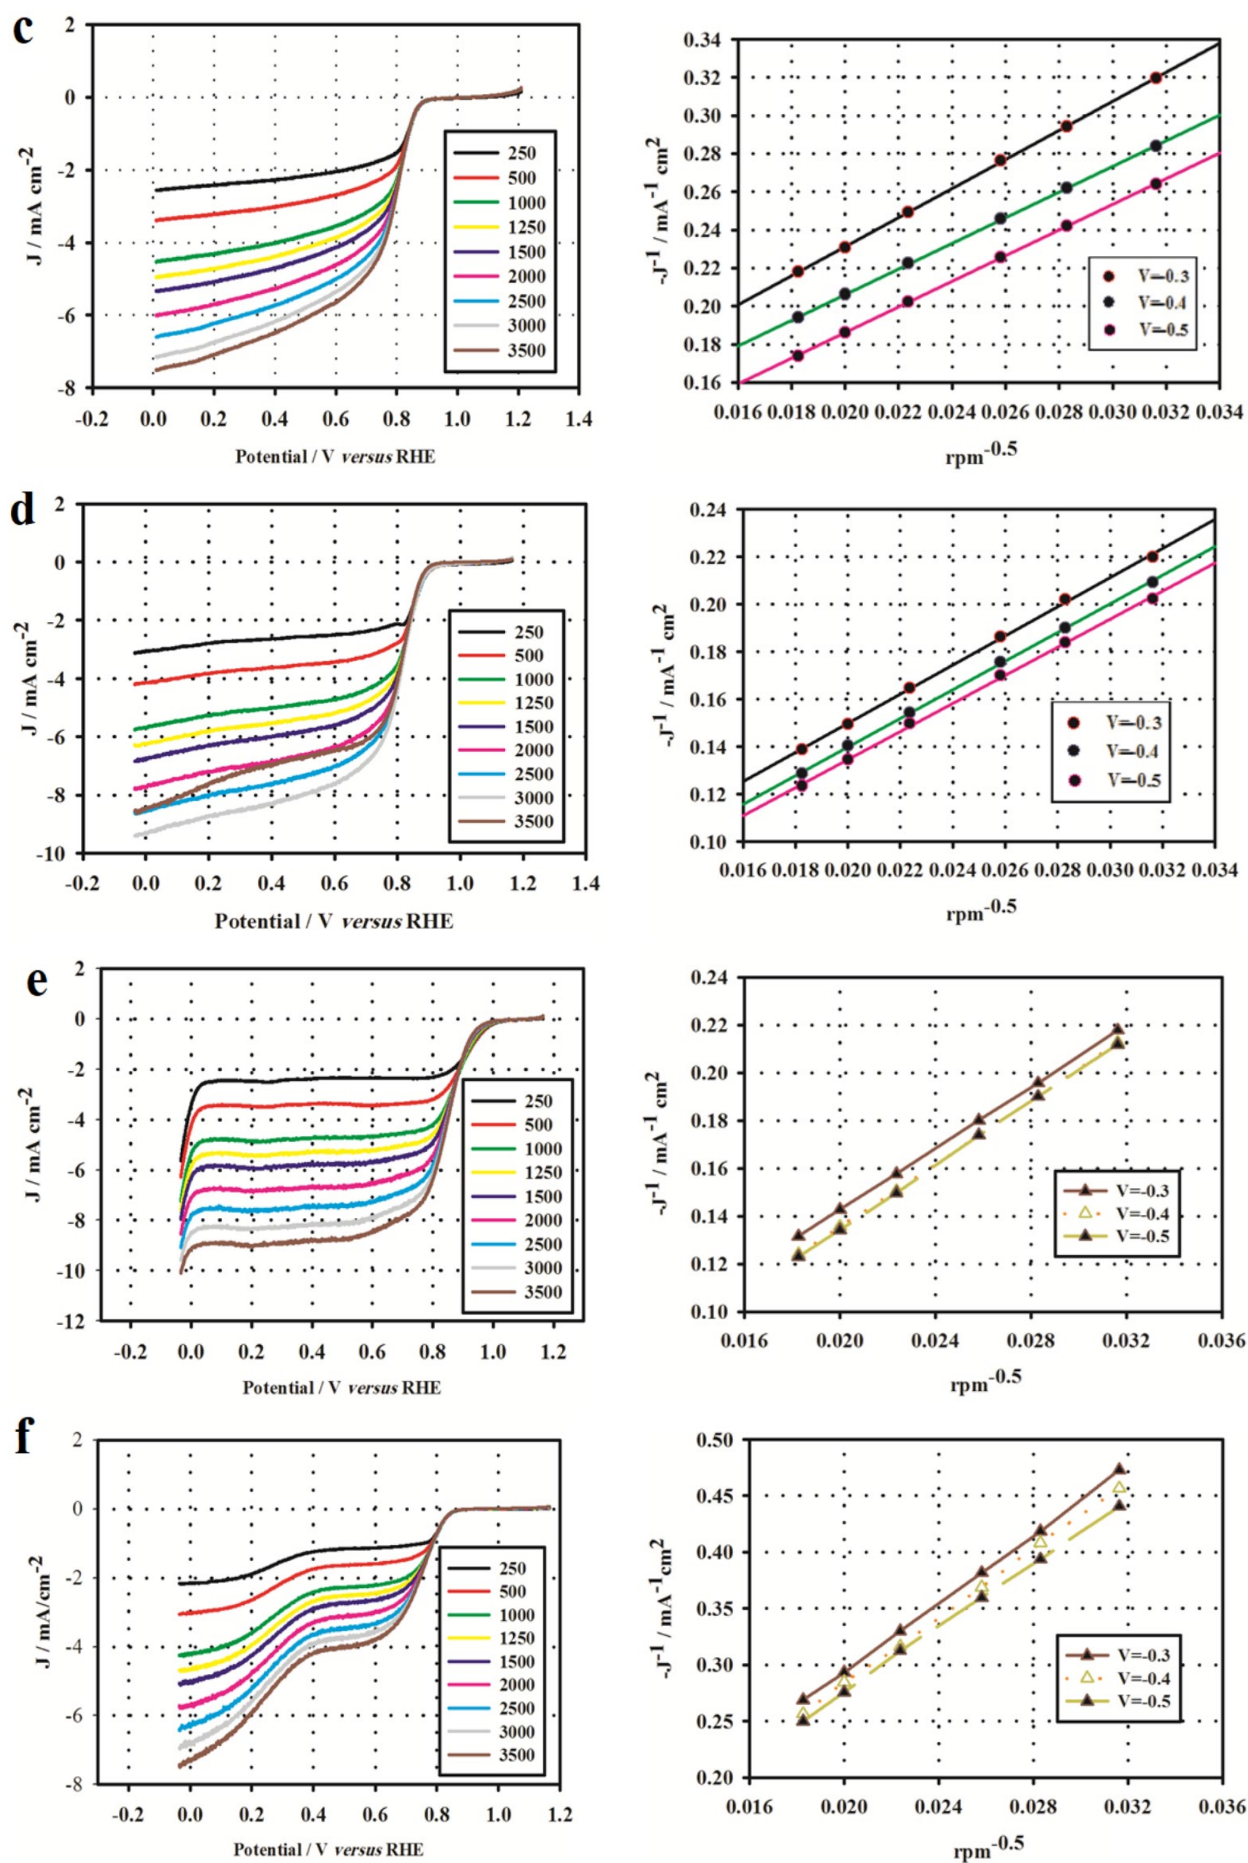 c
2
0
-2
-4
-6
-8
J / mA cm-2
-0.2 0.0 0.2 0.4 0.6 0.8 1.0 1.2 1.4
Potential / V versus RHE
250
500
1000
1250
1500
2000
2500
3000
3500
0.34
0.32
0.30
0.28
0.26
0.24
0.22
0.20
0.18
0.16
-J-1 / mA-1 cm2
0.016 0.018 0.020 0.022 0.024 0.026 0.028 0.030 0.032 0.034
rpm-0.5
V=-0.3
V=-0.4
V=-0.5
d
2
0
-2
-4
-6
-8
-10
J / mA cm-2
-0.2 0.0 0.2 0.4 0.6 0.8 1.0 1.2 1.4
Potential / V versus RHE
250
500
1000
1250
1500
2000
2500
3000
3500
0.24
0.22
0.20
0.18
0.16
0.14
0.12
0.10
-J-1 / mA-1 cm2
0.016 0.018 0.020 0.022 0.024 0.026 0.028 0.030 0.032 0.034
rpm-0.5
V=-0.3
V=-0.4
V=-0.5
e
2
0
-2
-4
-6
-8
-10
-12
J / mA cm-2
-0.2 0.0 0.2 0.4 0.6 0.8 1.0 1.2
Potential / V versus RHE
250
500
1000
1250
1500
2000
2500
3000
3500
0.24
0.22
0.20
0.18
0.16
0.14
0.12
0.10
-J-1 / mA-1 cm2
0.016 0.020 0.024 0.028 0.032 0.036
rpm-0.5
V=-0.3
V=-0.4
V=-0.5
f
2
0
-2
-4
-6
-8
J / mA/cm-2
-0.2 0.0 0.2 0.4 0.6 0.8 1.0 1.2
Potential / V versus RHE
250
500
1000
1250
1500
2000
2500
3000
3500
0.50
0.45
0.40
0.35
0.30
0.25
0.20
-J-1 / mA-1cm2
0.016 0.020 0.024 0.028 0.032 0.036
rpm-0.5
V=-0.3
V=-0.4
V=-0.5